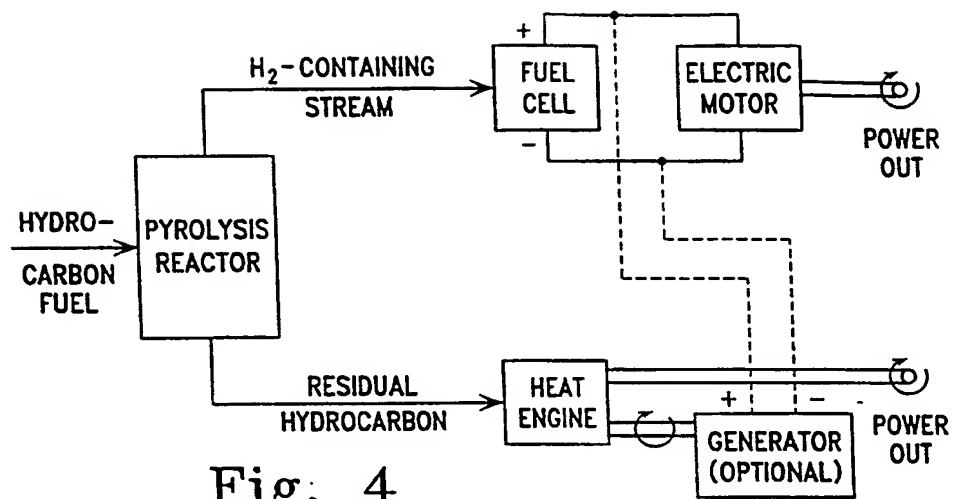 H₂-CONTAINING
STREAM
+
FUEL
CELL
-
ELECTRIC
MOTOR
POWER
OUT
HYDRO-
CARBON
FUEL
PYROLYSIS
REACTOR
RESIDUAL
HYDROCARBON
HEAT
ENGINE
+ -
GENERATOR
(OPTIONAL)
POWER
OUT
Fig. 4